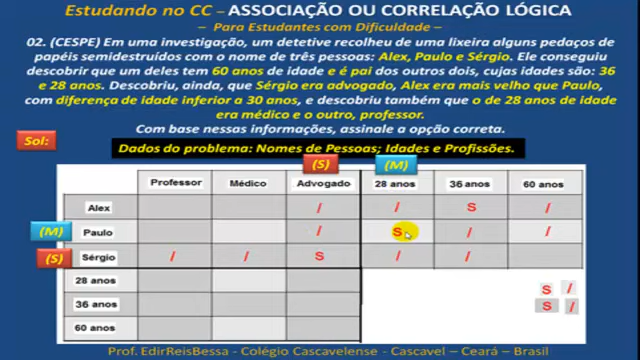 Estudando no CC – ASSOCIAÇÃO OU CORRELAÇÃO LÓGICA
– Para Estudantes com Dificuldade –
02. (CESPE) Em uma investigação, um detetive recolheu de uma lixeira alguns pedaços de
papéis semidestruídos com o nome de três pessoas: Alex, Paulo e Sérgio. Ele conseguiu
descobrir que um deles tem 60 anos de idade e é pai dos outros dois, cujas idades são: 36
e 28 anos. Descobriu, ainda, que Sérgio era advogado, Alex era mais velho que Paulo,
com diferença de idade inferior a 30 anos, e descobriu também que o de 28 anos de idade
era médico e o outro, professor.
Com base nessas informações, assinale a opção correta.
Sol:
Dados do problema: Nomes de Pessoas; Idades e Profissões.
(S) (M)
Professor Médico Advogado 28 anos 36 anos 60 anos
Alex / / S /
(M) Paulo / S / /
(S) Sérgio / / S / /
28 anos
36 anos
60 anos
S /
S /
Prof. EdirReisBessa - Colégio Cascavelense - Cascavel – Ceará – Brasil